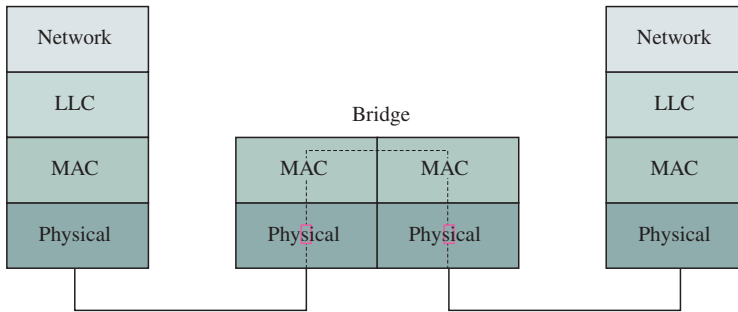 Network
LLC
MAC
Physical
Bridge
MAC MAC
Physical Physical
Network
LLC
MAC
Physical